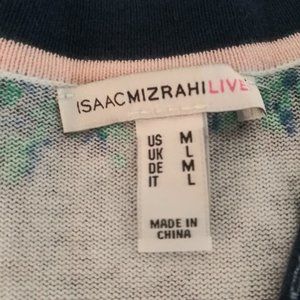 ISAACMIZRAHILIVE
US M
UK L
DE M
IT L
MADE IN
CHINA